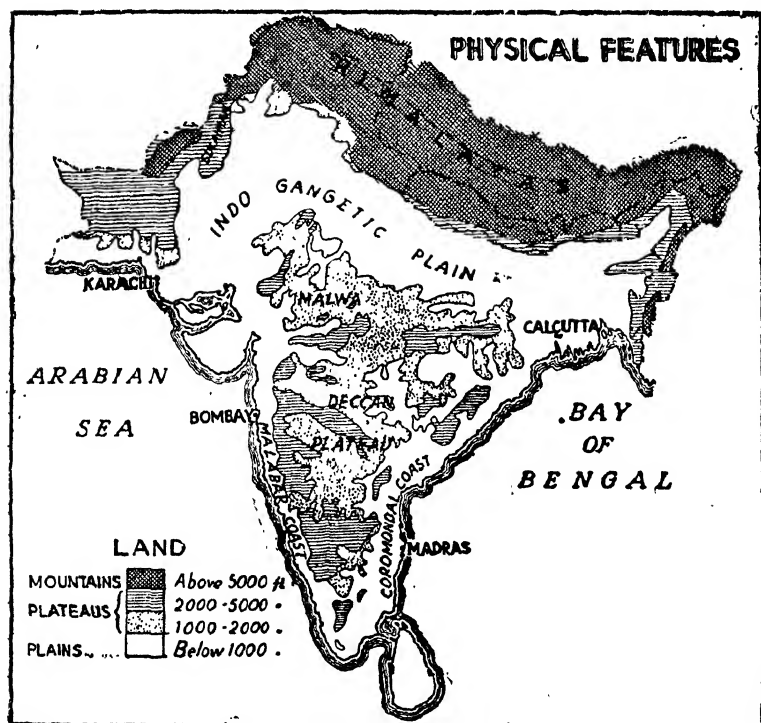 PHYSICAL FEATURES
HIMALAYAS
INDO GANGETIC PLAIN
KARACHI
MALWA
CALCUTTA
ARABIAN
SEA
DECCAN
PLATEAU
BOMBAY
BAY
OF
BENGAL
MALABAR COAST
COROMONDAL COAST
MADRAS
LAND
MOUNTAINS Above 5000 ft
PLATEAUS 2000-5000 "
1000-2000 "
PLAINS Below 1000 "